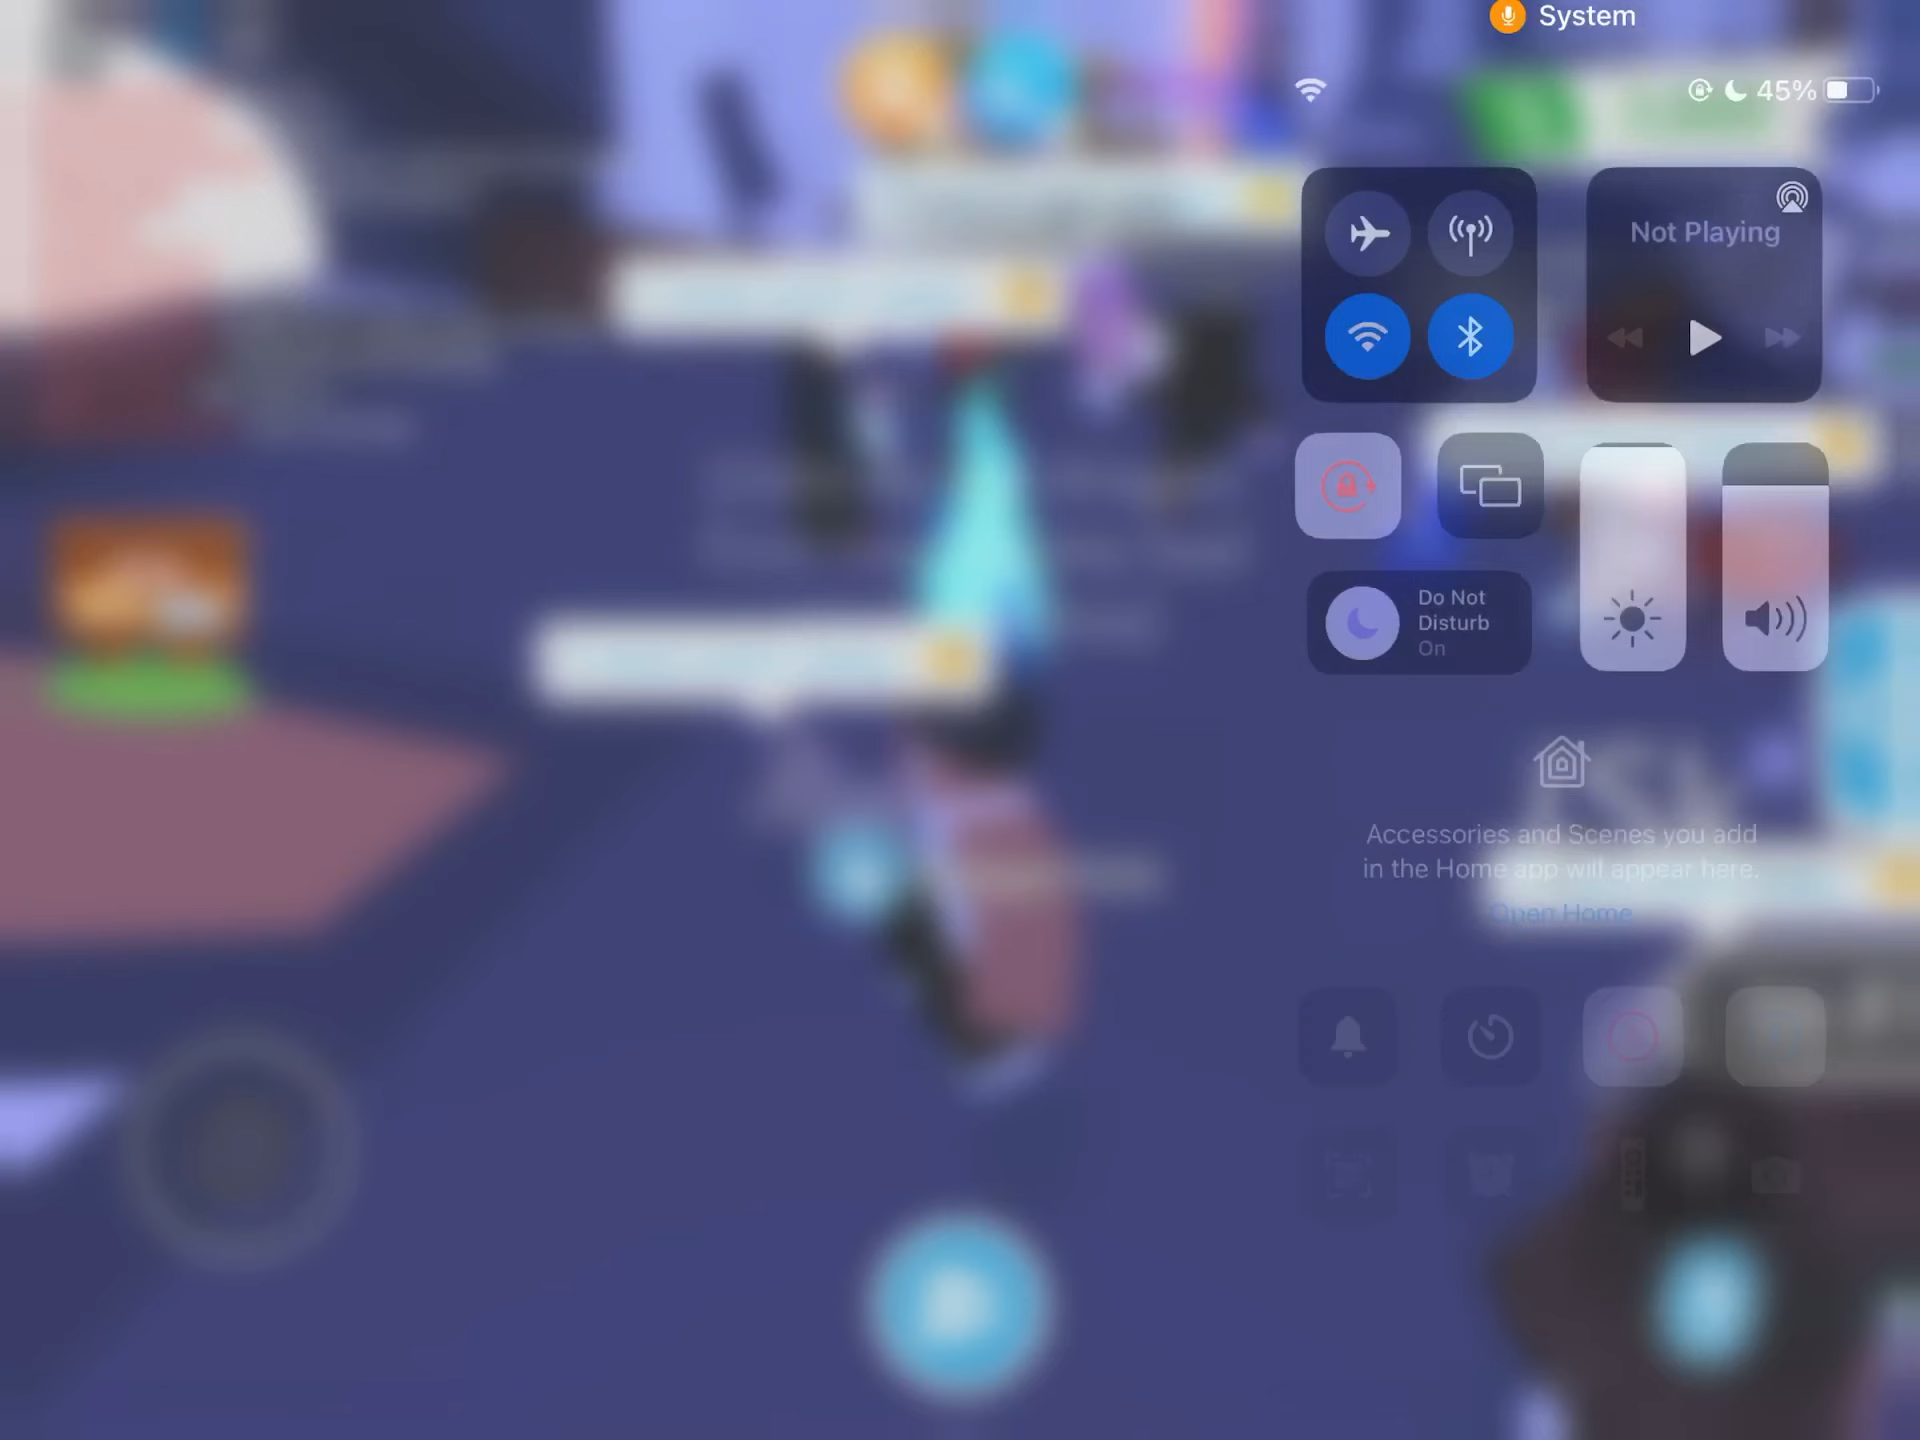 System
45%
Not Playing
Do Not
Disturb
On
Accessories and Scenes you add
in the Home app will appear here.
Open Home